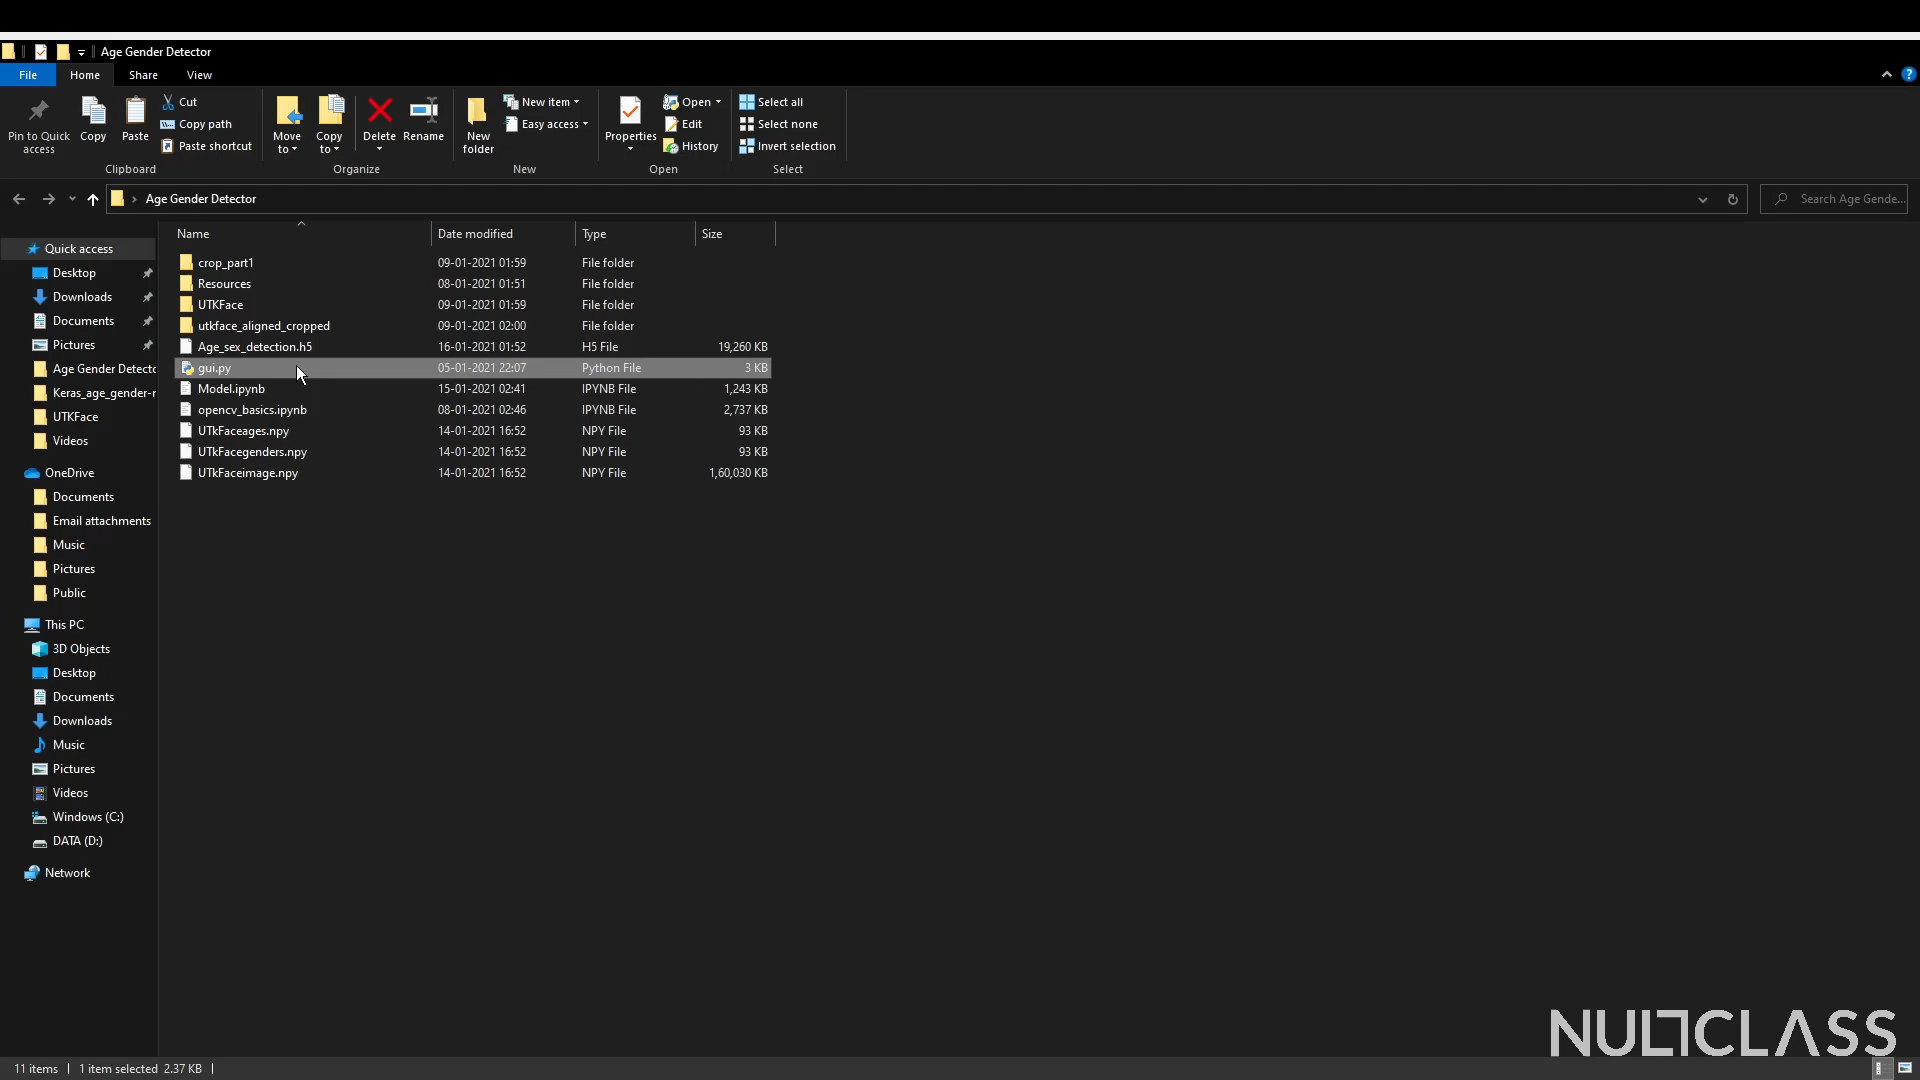 Age Gender Detector
File Home Share View
Pin to Quick access
Copy
Paste
Cut
Copy path
Paste shortcut
Clipboard
Move to
Copy to
Delete
Rename
Organize
New folder
New item
Easy access
New
Properties
Open
Edit
History
Open
Select all
Select none
Invert selection
Select
Age Gender Detector
Search Age Gende...
Name Date modified Type Size
crop_part1 09-01-2021 01:59 File folder
Resources 08-01-2021 01:51 File folder
UTKFace 09-01-2021 01:59 File folder
utkface_aligned_cropped 09-01-2021 02:00 File folder
Age_sex_detection.h5 16-01-2021 01:52 H5 File 19,260 KB
gui.py 05-01-2021 22:07 Python File 3 KB
Model.ipynb 15-01-2021 02:41 IPYNB File 1,243 KB
opencv_basics.ipynb 08-01-2021 02:46 IPYNB File 2,737 KB
UTkFaceages.npy 14-01-2021 16:52 NPY File 93 KB
UTkFacegenders.npy 14-01-2021 16:52 NPY File 93 KB
UTkFaceimage.npy 14-01-2021 16:52 NPY File 1,60,030 KB
Quick access
Desktop
Downloads
Documents
Pictures
Age Gender Detecto
Keras_age_gender-r
UTKFace
Videos
OneDrive
Documents
Email attachments
Music
Pictures
Public
This PC
3D Objects
Desktop
Documents
Downloads
Music
Pictures
Videos
Windows (C:)
DATA (D:)
Network
11 items 1 item selected 2.37 KB
NULLCLASS